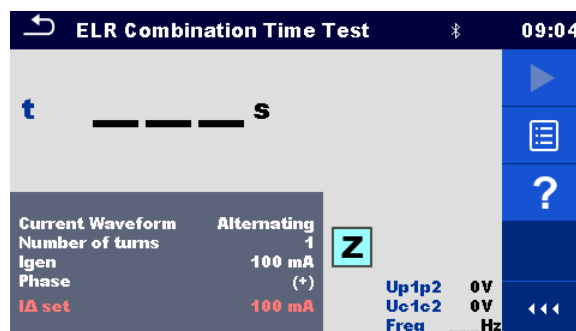 ELR Combination Time Test 09:04
t _ _ _ s
?
Current Waveform Alternating
Number of turns 1
Igen 100 mA
Phase (+)
IΔ set 100 mA
Z
Up1p2 0V
Uc1c2 0V
Freq _ _ _Hz